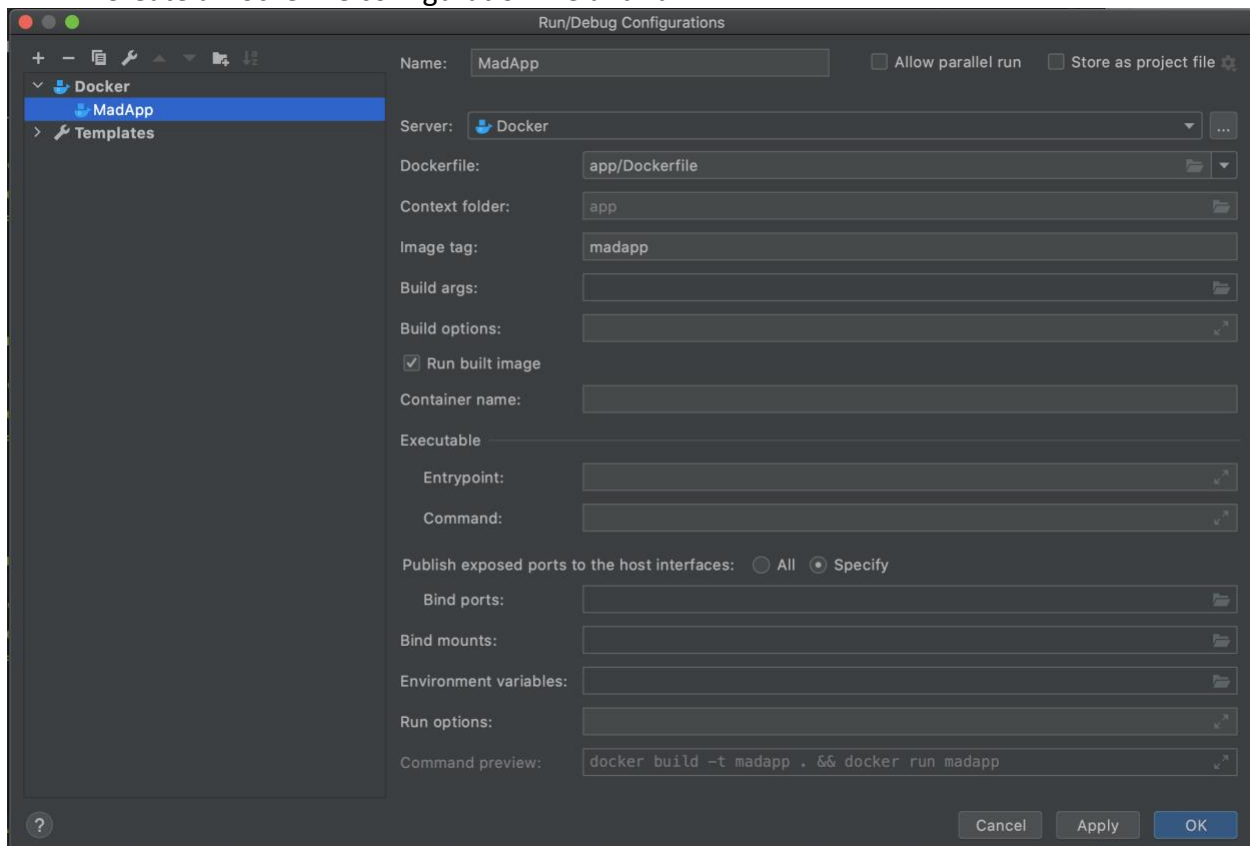 Run/Debug Configurations
Name: MadApp Allow parallel run Store as project file
Docker
MadApp
Templates
Server: Docker ...
Dockerfile: app/Dockerfile
Context folder: app
Image tag: madapp
Build args:
Build options:
Run built image
Container name:
Executable
Entrypoint:
Command:
Publish exposed ports to the host interfaces: All Specify
Bind ports:
Bind mounts:
Environment variables:
Run options:
Command preview: docker build -t madapp . && docker run madapp
? Cancel Apply OK